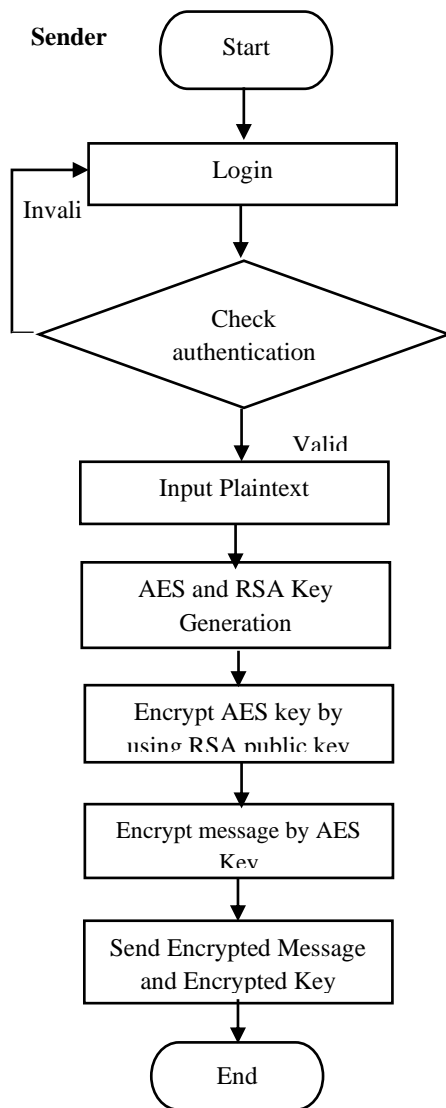 Sender
Start
Login
Invali
Check
authentication
Valid
Input Plaintext
AES and RSA Key
Generation
Encrypt AES key by
using RSA public key
Encrypt message by AES
Key
Send Encrypted Message
and Encrypted Key
End